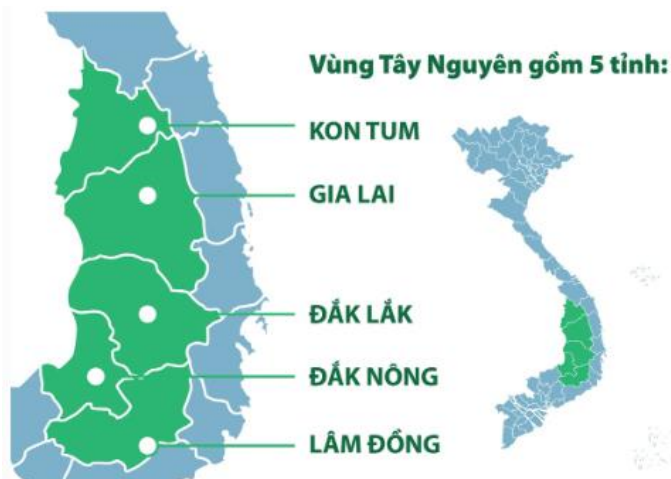 Vùng Tây Nguyên gồm 5 tỉnh:
KON TUM
GIA LAI
ĐẮK LẮK
ĐẮK NÔNG
LÂM ĐỒNG